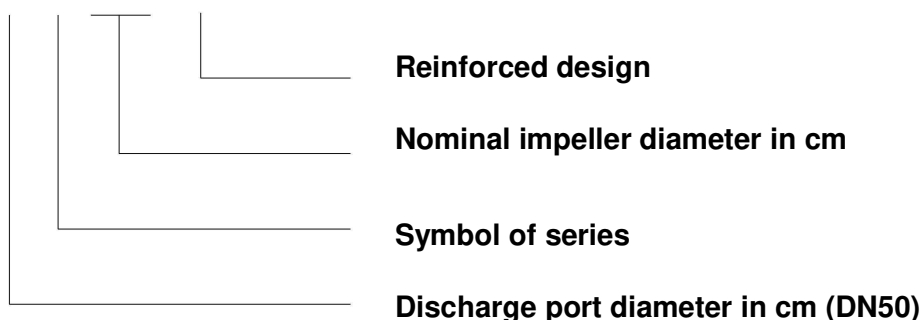 Reinforced design
Nominal impeller diameter in cm
Symbol of series
Discharge port diameter in cm (DN50)